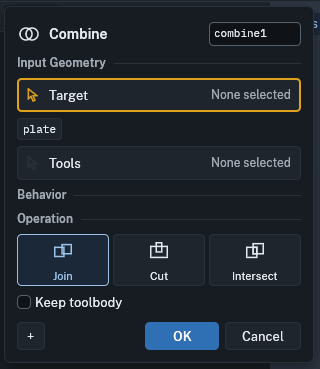 Combine combine1
Input Geometry
Target None selected
plate
Tools None selected
Behavior
Operation
Join Cut Intersect
Keep toolbody
+ OK Cancel